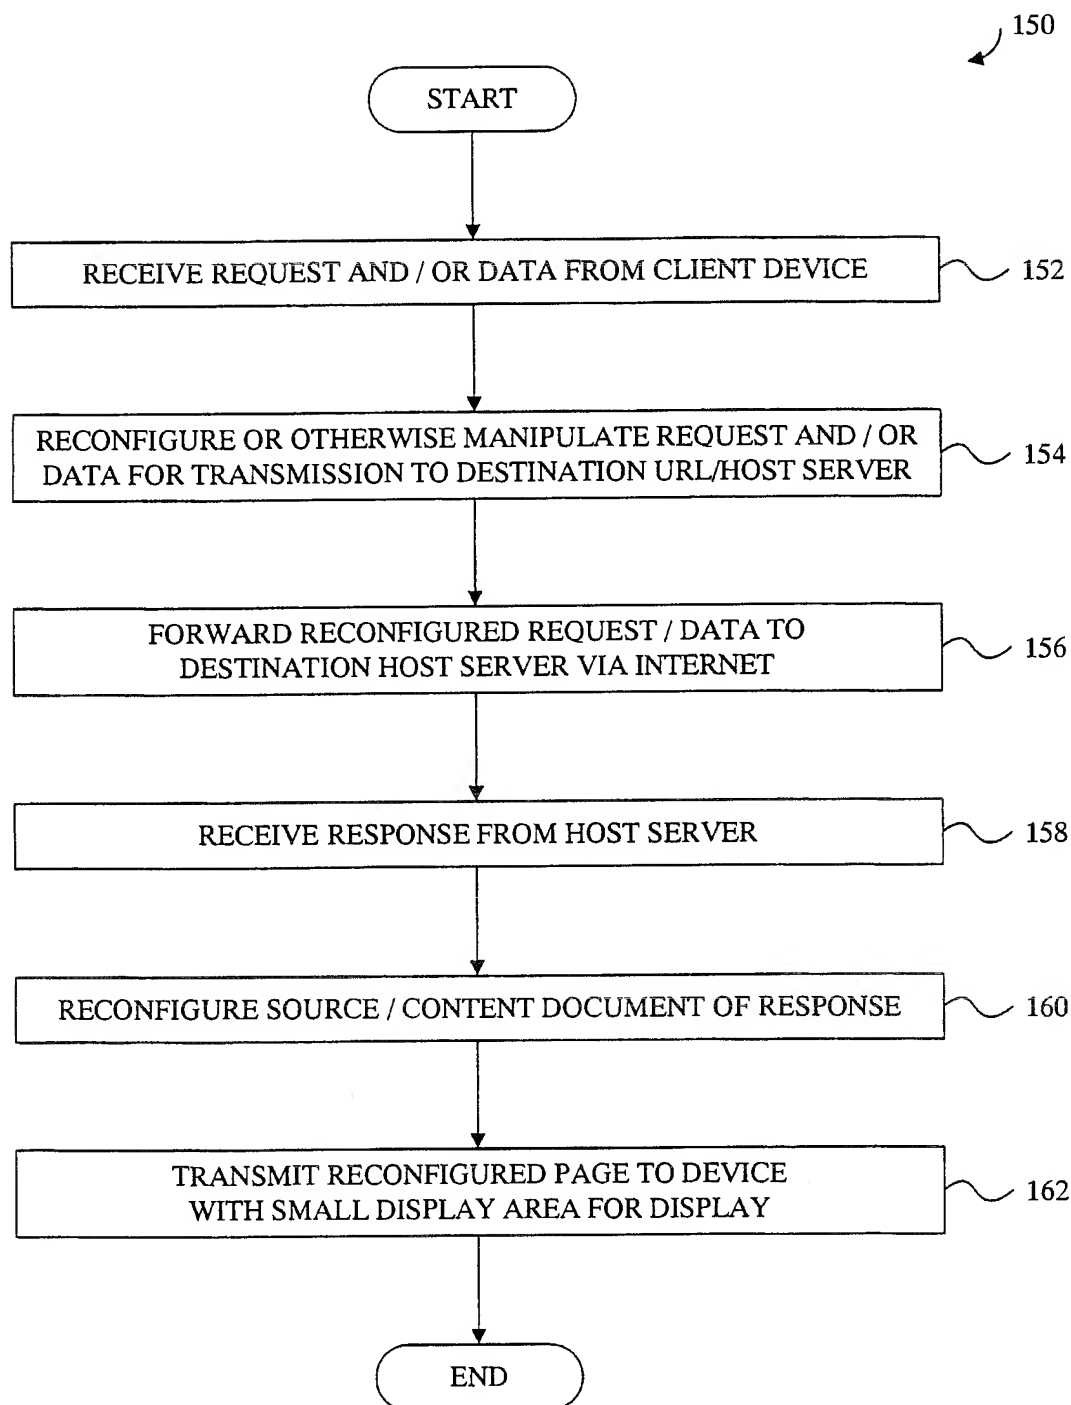 150
START
RECEIVE REQUEST AND / OR DATA FROM CLIENT DEVICE
152
RECONFIGURE OR OTHERWISE MANIPULATE REQUEST AND / OR
DATA FOR TRANSMISSION TO DESTINATION URL/HOST SERVER
154
FORWARD RECONFIGURED REQUEST / DATA TO
DESTINATION HOST SERVER VIA INTERNET
156
RECEIVE RESPONSE FROM HOST SERVER
158
RECONFIGURE SOURCE / CONTENT DOCUMENT OF RESPONSE
160
TRANSMIT RECONFIGURED PAGE TO DEVICE
WITH SMALL DISPLAY AREA FOR DISPLAY
162
END